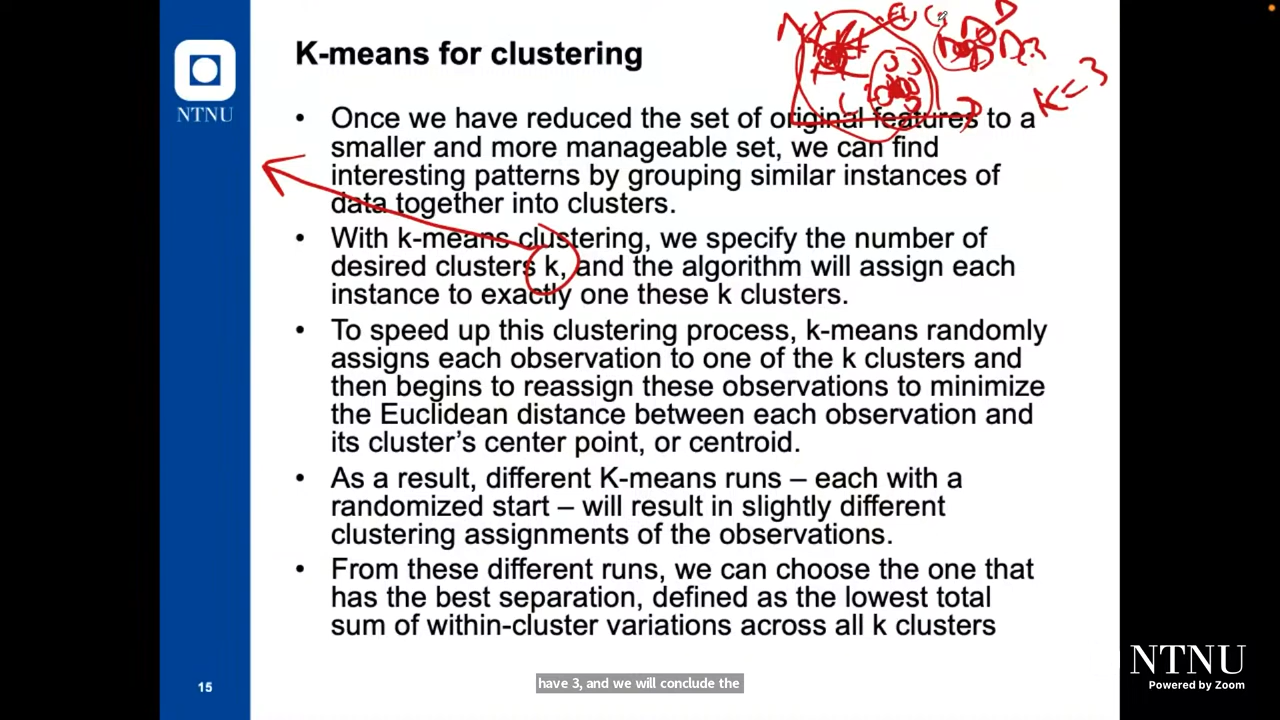 K-means for clustering
NTNU
• Once we have reduced the set of original features to a
smaller and more manageable set, we can find
interesting patterns by grouping similar instances of
data together into clusters.
• With k-means clustering, we specify the number of
desired clusters k, and the algorithm will assign each
instance to exactly one these k clusters.
• To speed up this clustering process, k-means randomly
assigns each observation to one of the k clusters and
then begins to reassign these observations to minimize
the Euclidean distance between each observation and
its cluster’s center point, or centroid.
• As a result, different K-means runs – each with a
randomized start – will result in slightly different
clustering assignments of the observations.
• From these different runs, we can choose the one that
has the best separation, defined as the lowest total
sum of within-cluster variations across all k clusters
K=3
15
have 3, and we will conclude the
NTNU
Powered by Zoom